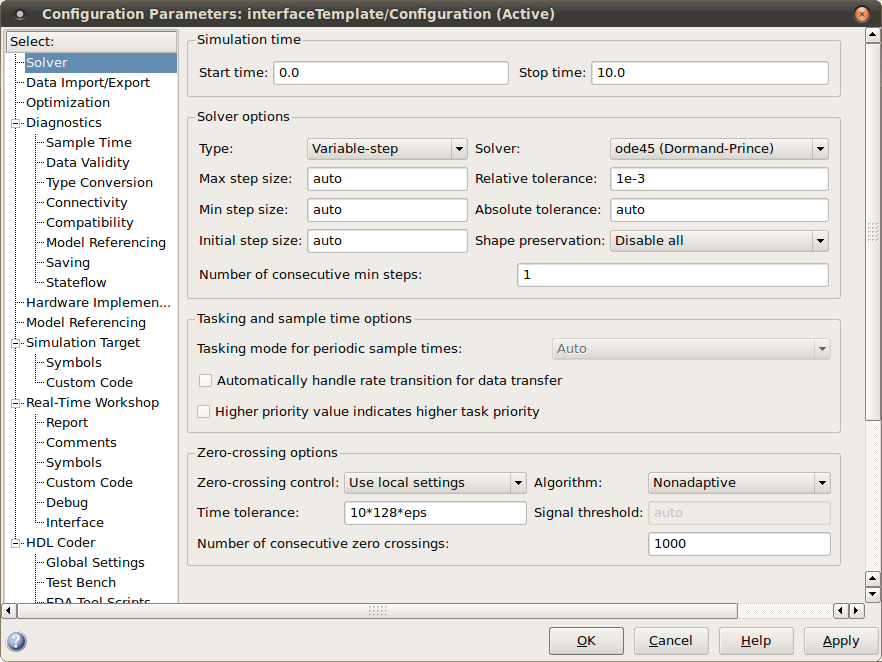 Configuration Parameters: interfaceTemplate/Configuration (Active)
Select:
Solver
Data Import/Export
Optimization
Diagnostics
Sample Time
Data Validity
Type Conversion
Connectivity
Compatibility
Model Referencing
Saving
Stateflow
Hardware Implemen...
Model Referencing
Simulation Target
Symbols
Custom Code
Real-Time Workshop
Report
Comments
Symbols
Custom Code
Debug
Interface
HDL Coder
Global Settings
Test Bench
EDA Tool Scripts
Simulation time
Start time: 0.0 Stop time: 10.0
Solver options
Type: Variable-step Solver: ode45 (Dormand-Prince)
Max step size: auto Relative tolerance: 1e-3
Min step size: auto Absolute tolerance: auto
Initial step size: auto Shape preservation: Disable all
Number of consecutive min steps: 1
Tasking and sample time options
Tasking mode for periodic sample times: Auto
Automatically handle rate transition for data transfer
Higher priority value indicates higher task priority
Zero-crossing options
Zero-crossing control: Use local settings Algorithm: Nonadaptive
Time tolerance: 10*128*eps Signal threshold: auto
Number of consecutive zero crossings: 1000
? OK Cancel Help Apply